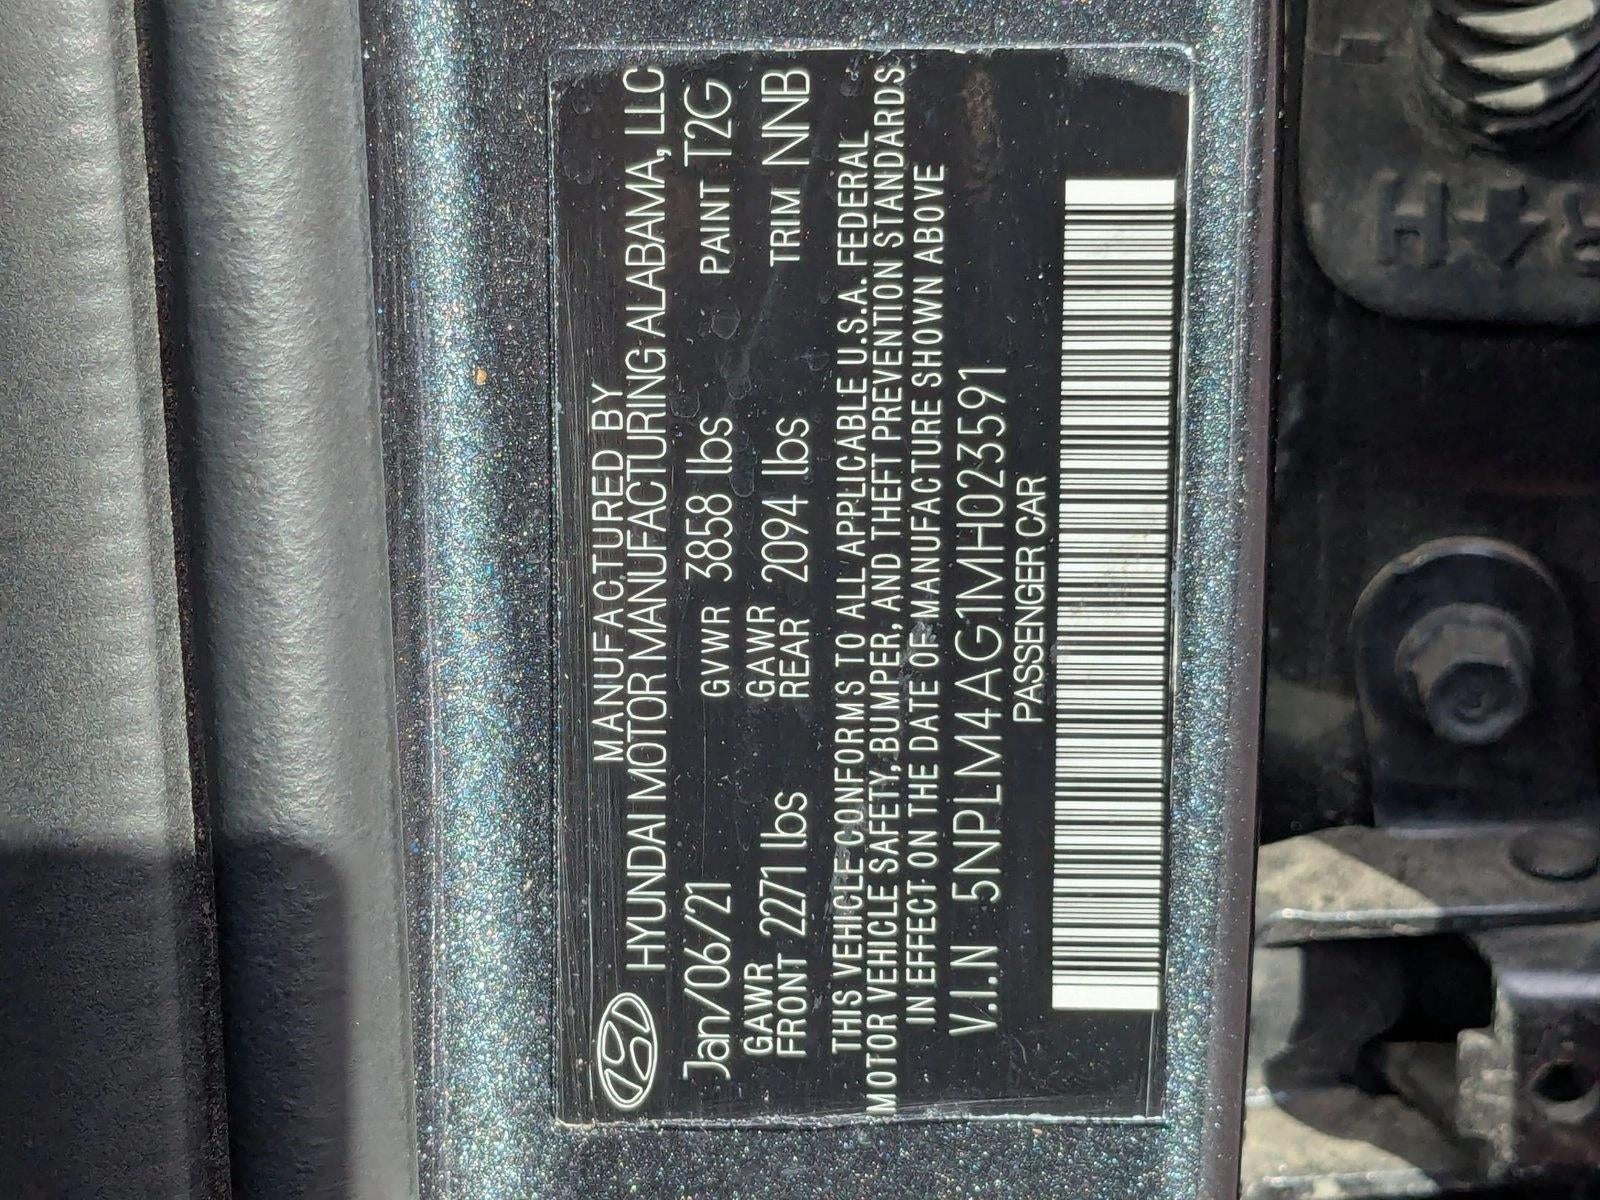 MANUFACTURED BY
HYUNDAI MOTOR MANUFACTURING ALABAMA, LLC
Jan/06/21 GVWR 3858 lbs PAINT T2G
GAWR FRONT 2271 lbs GAWR REAR 2094 lbs TRIM NNB
THIS VEHICLE CONFORMS TO ALL APPLICABLE U.S.A. FEDERAL
MOTOR VEHICLE SAFETY, BUMPER, AND THEFT PREVENTION STANDARDS
IN EFFECT ON THE DATE OF MANUFACTURE SHOWN ABOVE
V.I.N 5NPLM4AG1MH023591
PASSENGER CAR